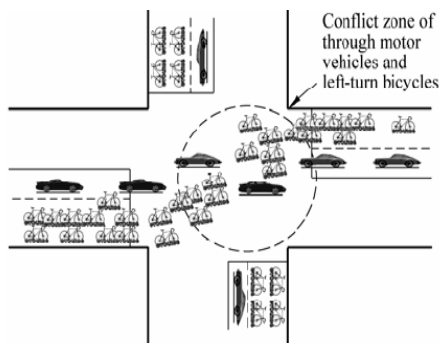 Conflict zone of
through motor
vehicles and
left-turn bicycles